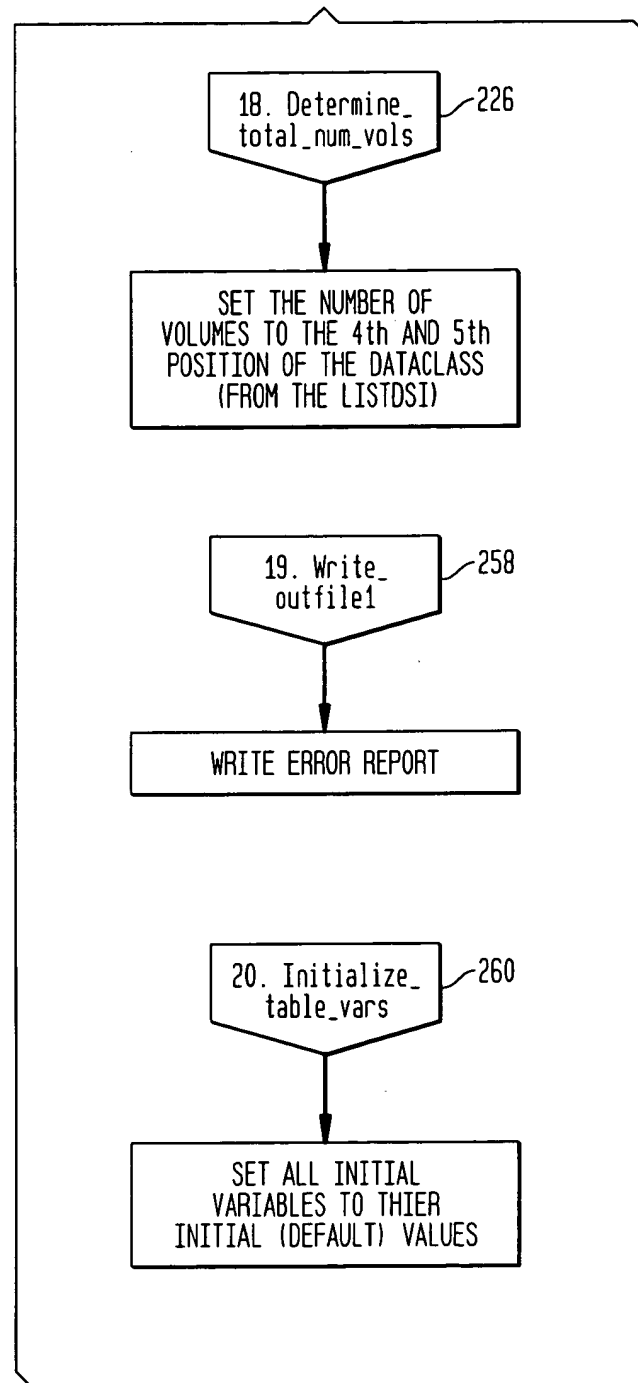 18. Determine_
total_num_vols
226
SET THE NUMBER OF
VOLUMES TO THE 4th AND 5th
POSITION OF THE DATACLASS
(FROM THE LISTDSI)
19. Write_
outfile1
258
WRITE ERROR REPORT
20. Initialize_
table_vars
260
SET ALL INITIAL
VARIABLES TO THIER
INITIAL (DEFAULT) VALUES